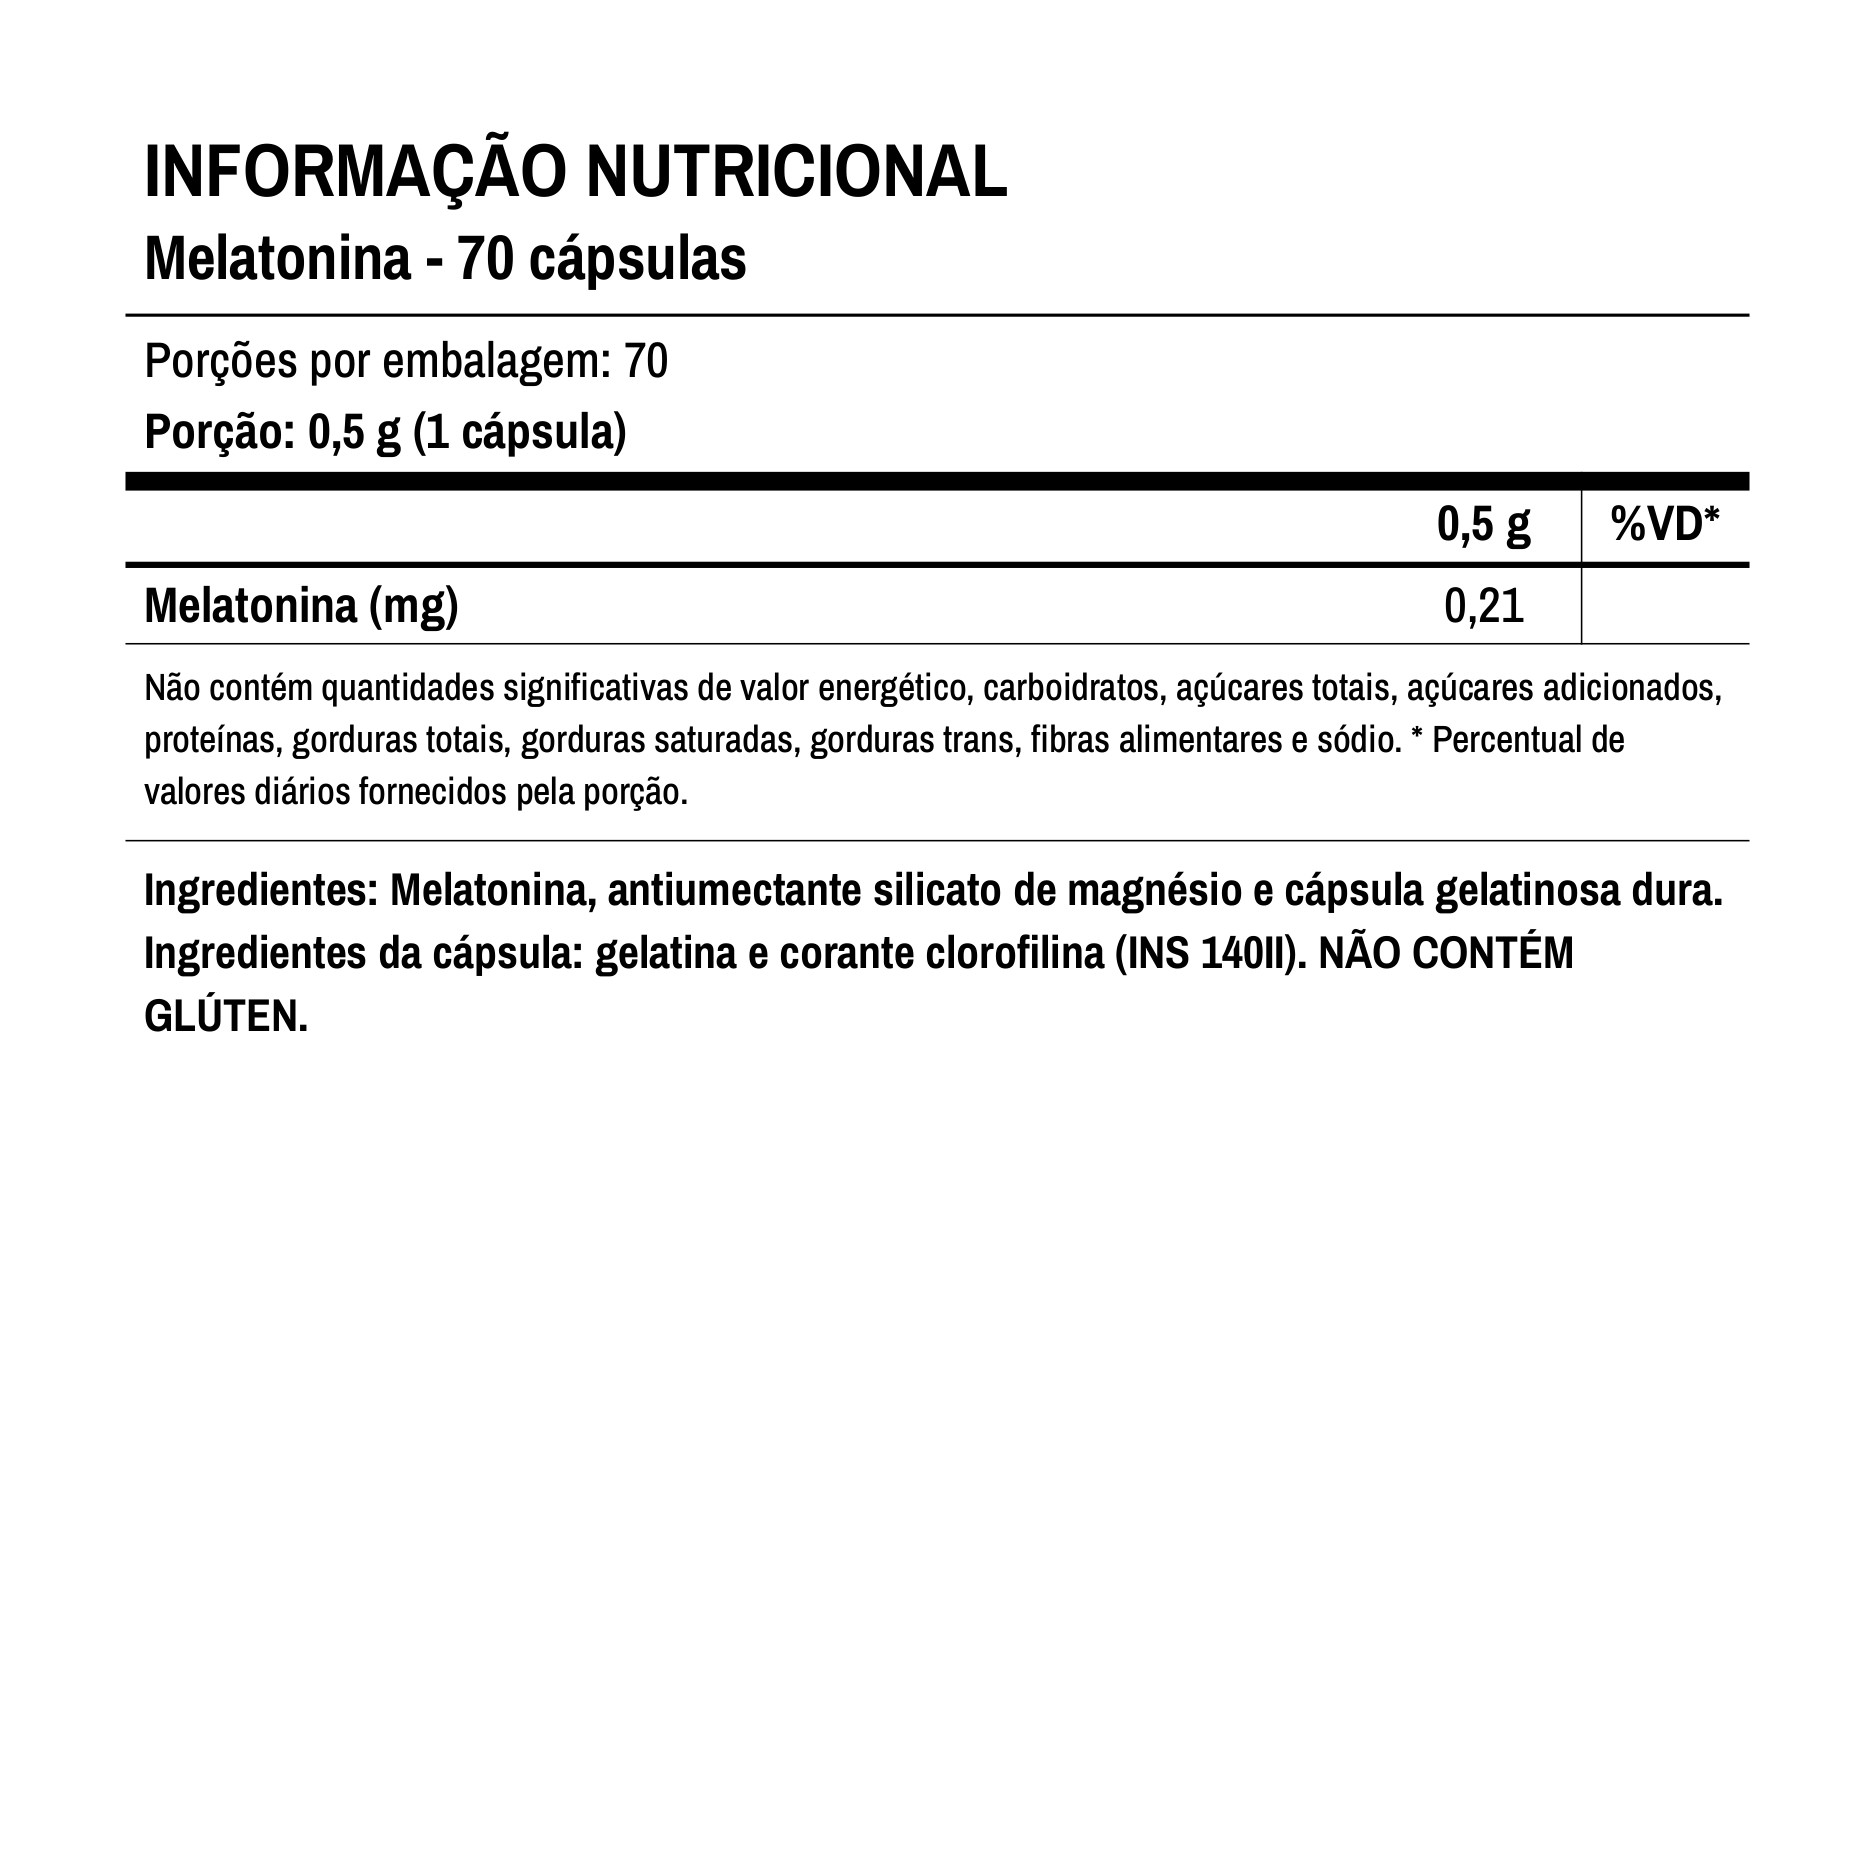 INFORMAÇÃO NUTRICIONAL
Melatonina - 70 cápsulas
Porções por embalagem: 70
Porção: 0,5 g (1 cápsula)
0,5 g %VD*
Melatonina (mg) 0,21
Não contém quantidades significativas de valor energético, carboidratos, açúcares totais, açúcares adicionados,
proteínas, gorduras totais, gorduras saturadas, gorduras trans, fibras alimentares e sódio. * Percentual de
valores diários fornecidos pela porção.
Ingredientes: Melatonina, antiumectante silicato de magnésio e cápsula gelatinosa dura.
Ingredientes da cápsula: gelatina e corante clorofilina (INS 140II). NÃO CONTÉM
GLÚTEN.